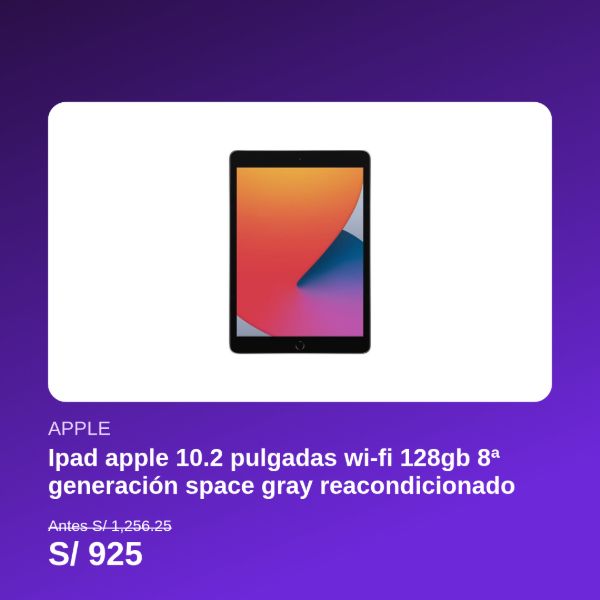 APPLE
Ipad apple 10.2 pulgadas wi-fi 128gb 8ª
generación space gray reacondicionado
Antes S/ 1,256.25
S/ 925